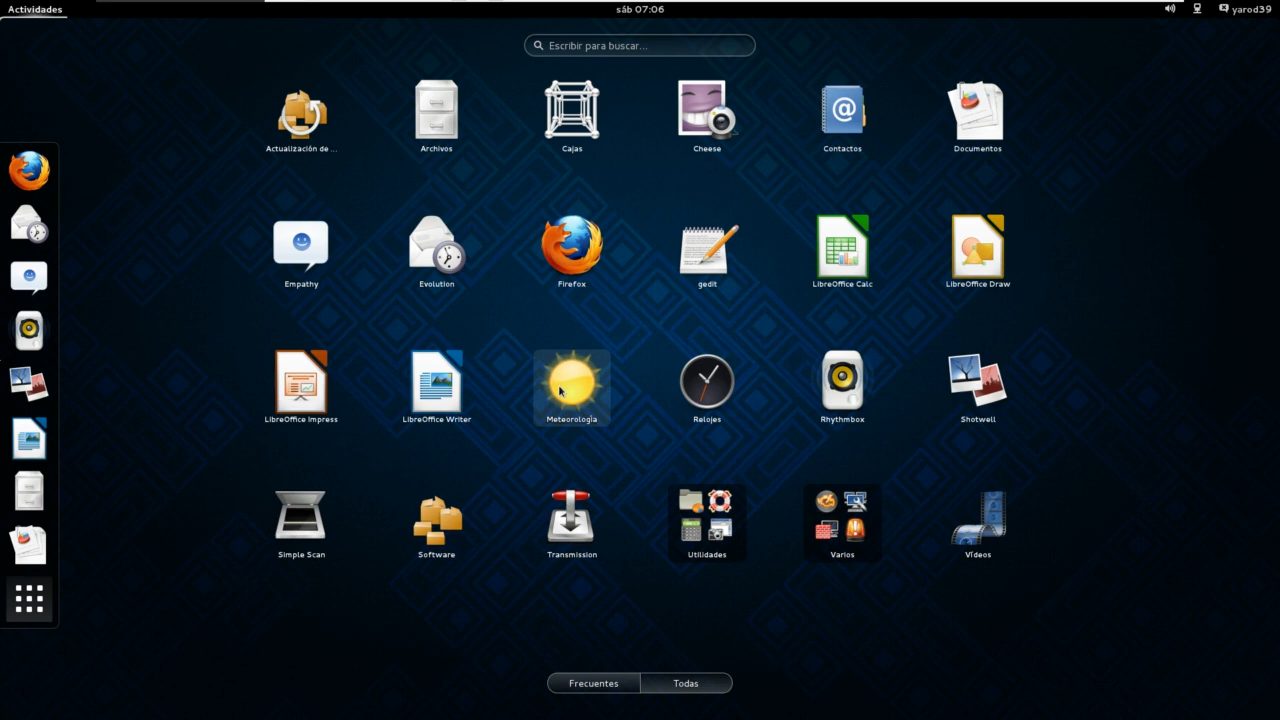 Actividades
sáb 07:06
yarod39
Escribir para buscar...
Actualización de ...
Archivos
Cajas
Cheese
Contactos
Documentos
Empathy
Evolution
Firefox
gedit
LibreOffice Calc
LibreOffice Draw
LibreOffice Impress
LibreOffice Writer
Meteorología
Relojes
Rhythmbox
Shotwell
Simple Scan
Software
Transmission
Utilidades
Varios
Vídeos
Frecuentes
Todas